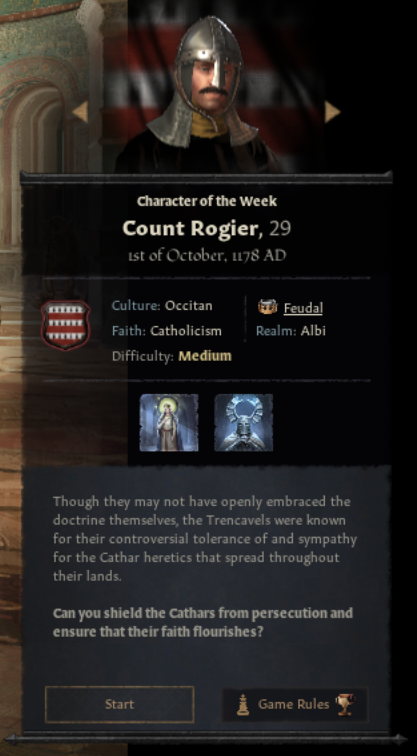 Character of the Week
Count Rogier, 29
1st of October, 1178 AD
Culture: Occitan
Feudal
Faith: Catholicism
Realm: Albi
Difficulty: Medium
Though they may not have openly embraced the
doctrine themselves, the Trencavels were known
for their controversial tolerance of and sympathy
for the Cathar heretics that spread throughout
their lands.
Can you shield the Cathars from persecution and
ensure that their faith flourishes?
Start
Game Rules